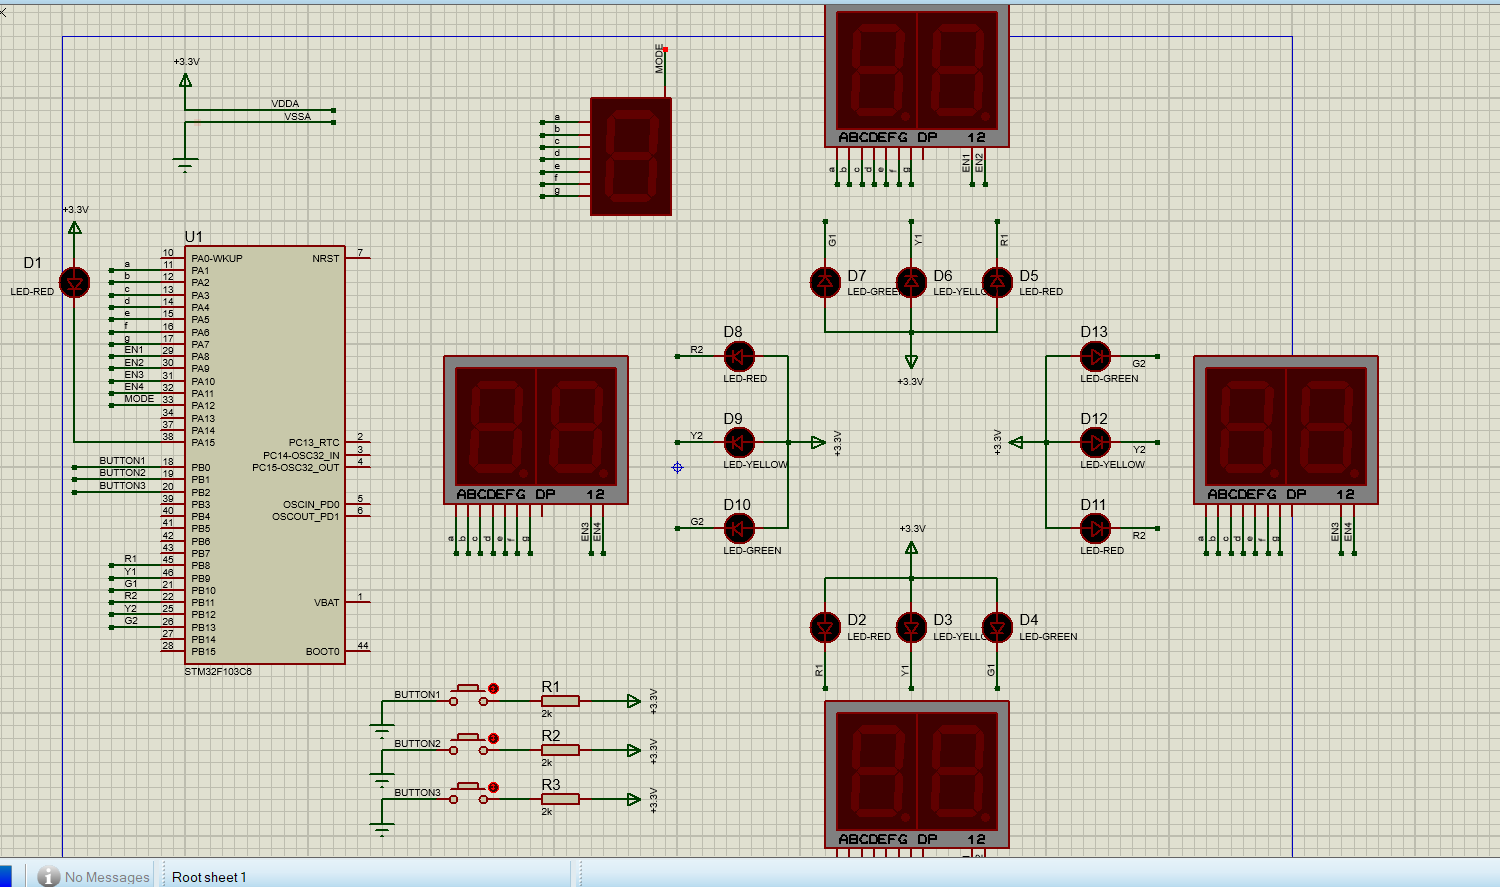 +3.3V
VDDA
VSSA
MODE
a
b
c
d
e
f
g
ABCDEFG DP 12
a
b
c
d
e
f
g
EN1
EN2
+3.3V
D1
LED-RED
U1
a
b
c
d
e
f
g
EN1
EN2
EN3
EN4
MODE
BUTTON1
BUTTON2
BUTTON3
R1
Y1
G1
R2
Y2
G2
10 PA0-WKUP
11 PA1
12 PA2
13 PA3
14 PA4
15 PA5
16 PA6
17 PA7
29 PA8
30 PA9
31 PA10
32 PA11
33 PA12
34 PA13
37 PA14
38 PA15
18 PB0
19 PB1
20 PB2
39 PB3
40 PB4
41 PB5
42 PB6
43 PB7
45 PB8
46 PB9
21 PB10
22 PB11
25 PB12
26 PB13
27 PB14
28 PB15
NRST 7
PC13_RTC 2
PC14-OSC32_IN 3
PC15-OSC32_OUT 4
OSCIN_PD0 5
OSCOUT_PD1 6
VBAT 1
BOOT0 44
STM32F103C6
G1
Y1
R1
D7
LED-GREE
D6
LED-YELLO
D5
LED-RED
+3.3V
ABCDEFG DP 12
a
b
c
d
e
f
g
EN3
EN4
R2
D8
LED-RED
Y2
D9
LED-YELLOW
G2
D10
LED-GREEN
+3.3V
+3.3V
D13
LED-GREEN
G2
D12
LED-YELLOW
Y2
D11
LED-RED
R2
ABCDEFG DP 12
a
b
c
d
e
f
g
EN3
EN4
+3.3V
D2
LED-RED
D3
LED-YELLO
D4
LED-GREEN
R1
Y1
G1
ABCDEFG DP 12
BUTTON1
R1
2k
+3.3V
BUTTON2
R2
2k
+3.3V
BUTTON3
R3
2k
+3.3V
No Messages
Root sheet 1